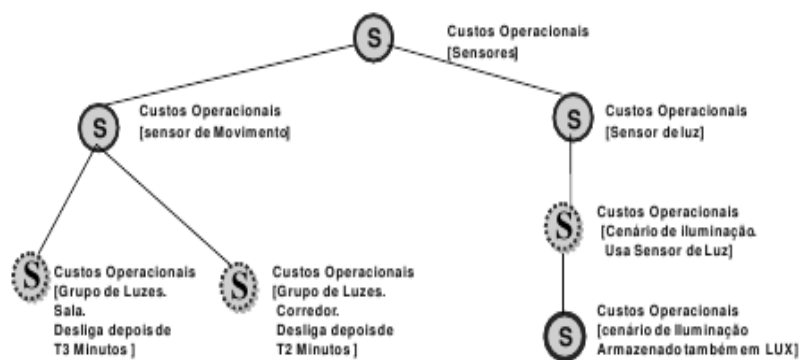 S
Custos Operacionais
[Sensores]
S
Custos Operacionais
[sensor de Movimento]
S
Custos Operacionais
[Sensor de luz]
S
Custos Operacionais
[Cenário de iluminação.
Usa Sensor de Luz]
S
Custos Operacionais
[Grupo de Luzes.
Sala.
Desliga depois de
T3 Minutos ]
S
Custos Operacionais
[Grupo de Luzes.
Corredor.
Desliga depois de
T2 Minutos ]
S
Custos Operacionais
[cenário de Iluminação
Armazenado também em LUX]